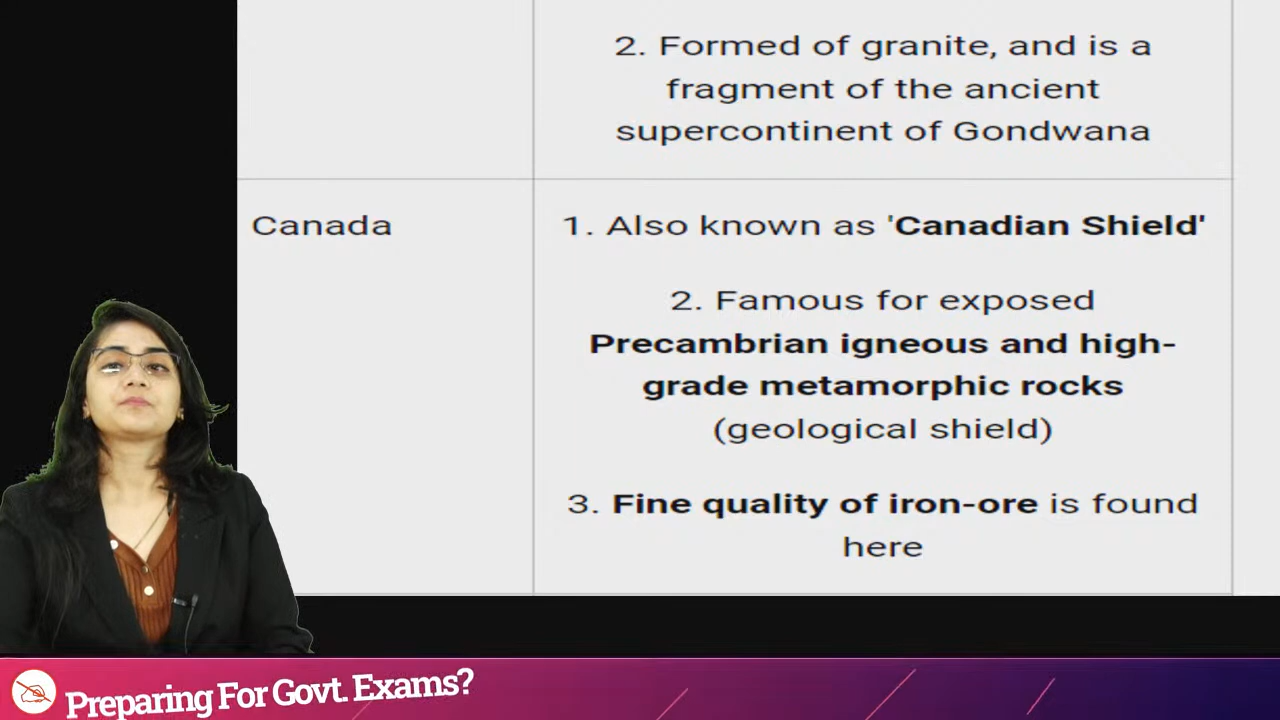 2. Formed of granite, and is a
fragment of the ancient
supercontinent of Gondwana
Canada
1. Also known as 'Canadian Shield'
2. Famous for exposed
Precambrian igneous and high-
grade metamorphic rocks
(geological shield)
3. Fine quality of iron-ore is found
here
Preparing For Govt. Exams?